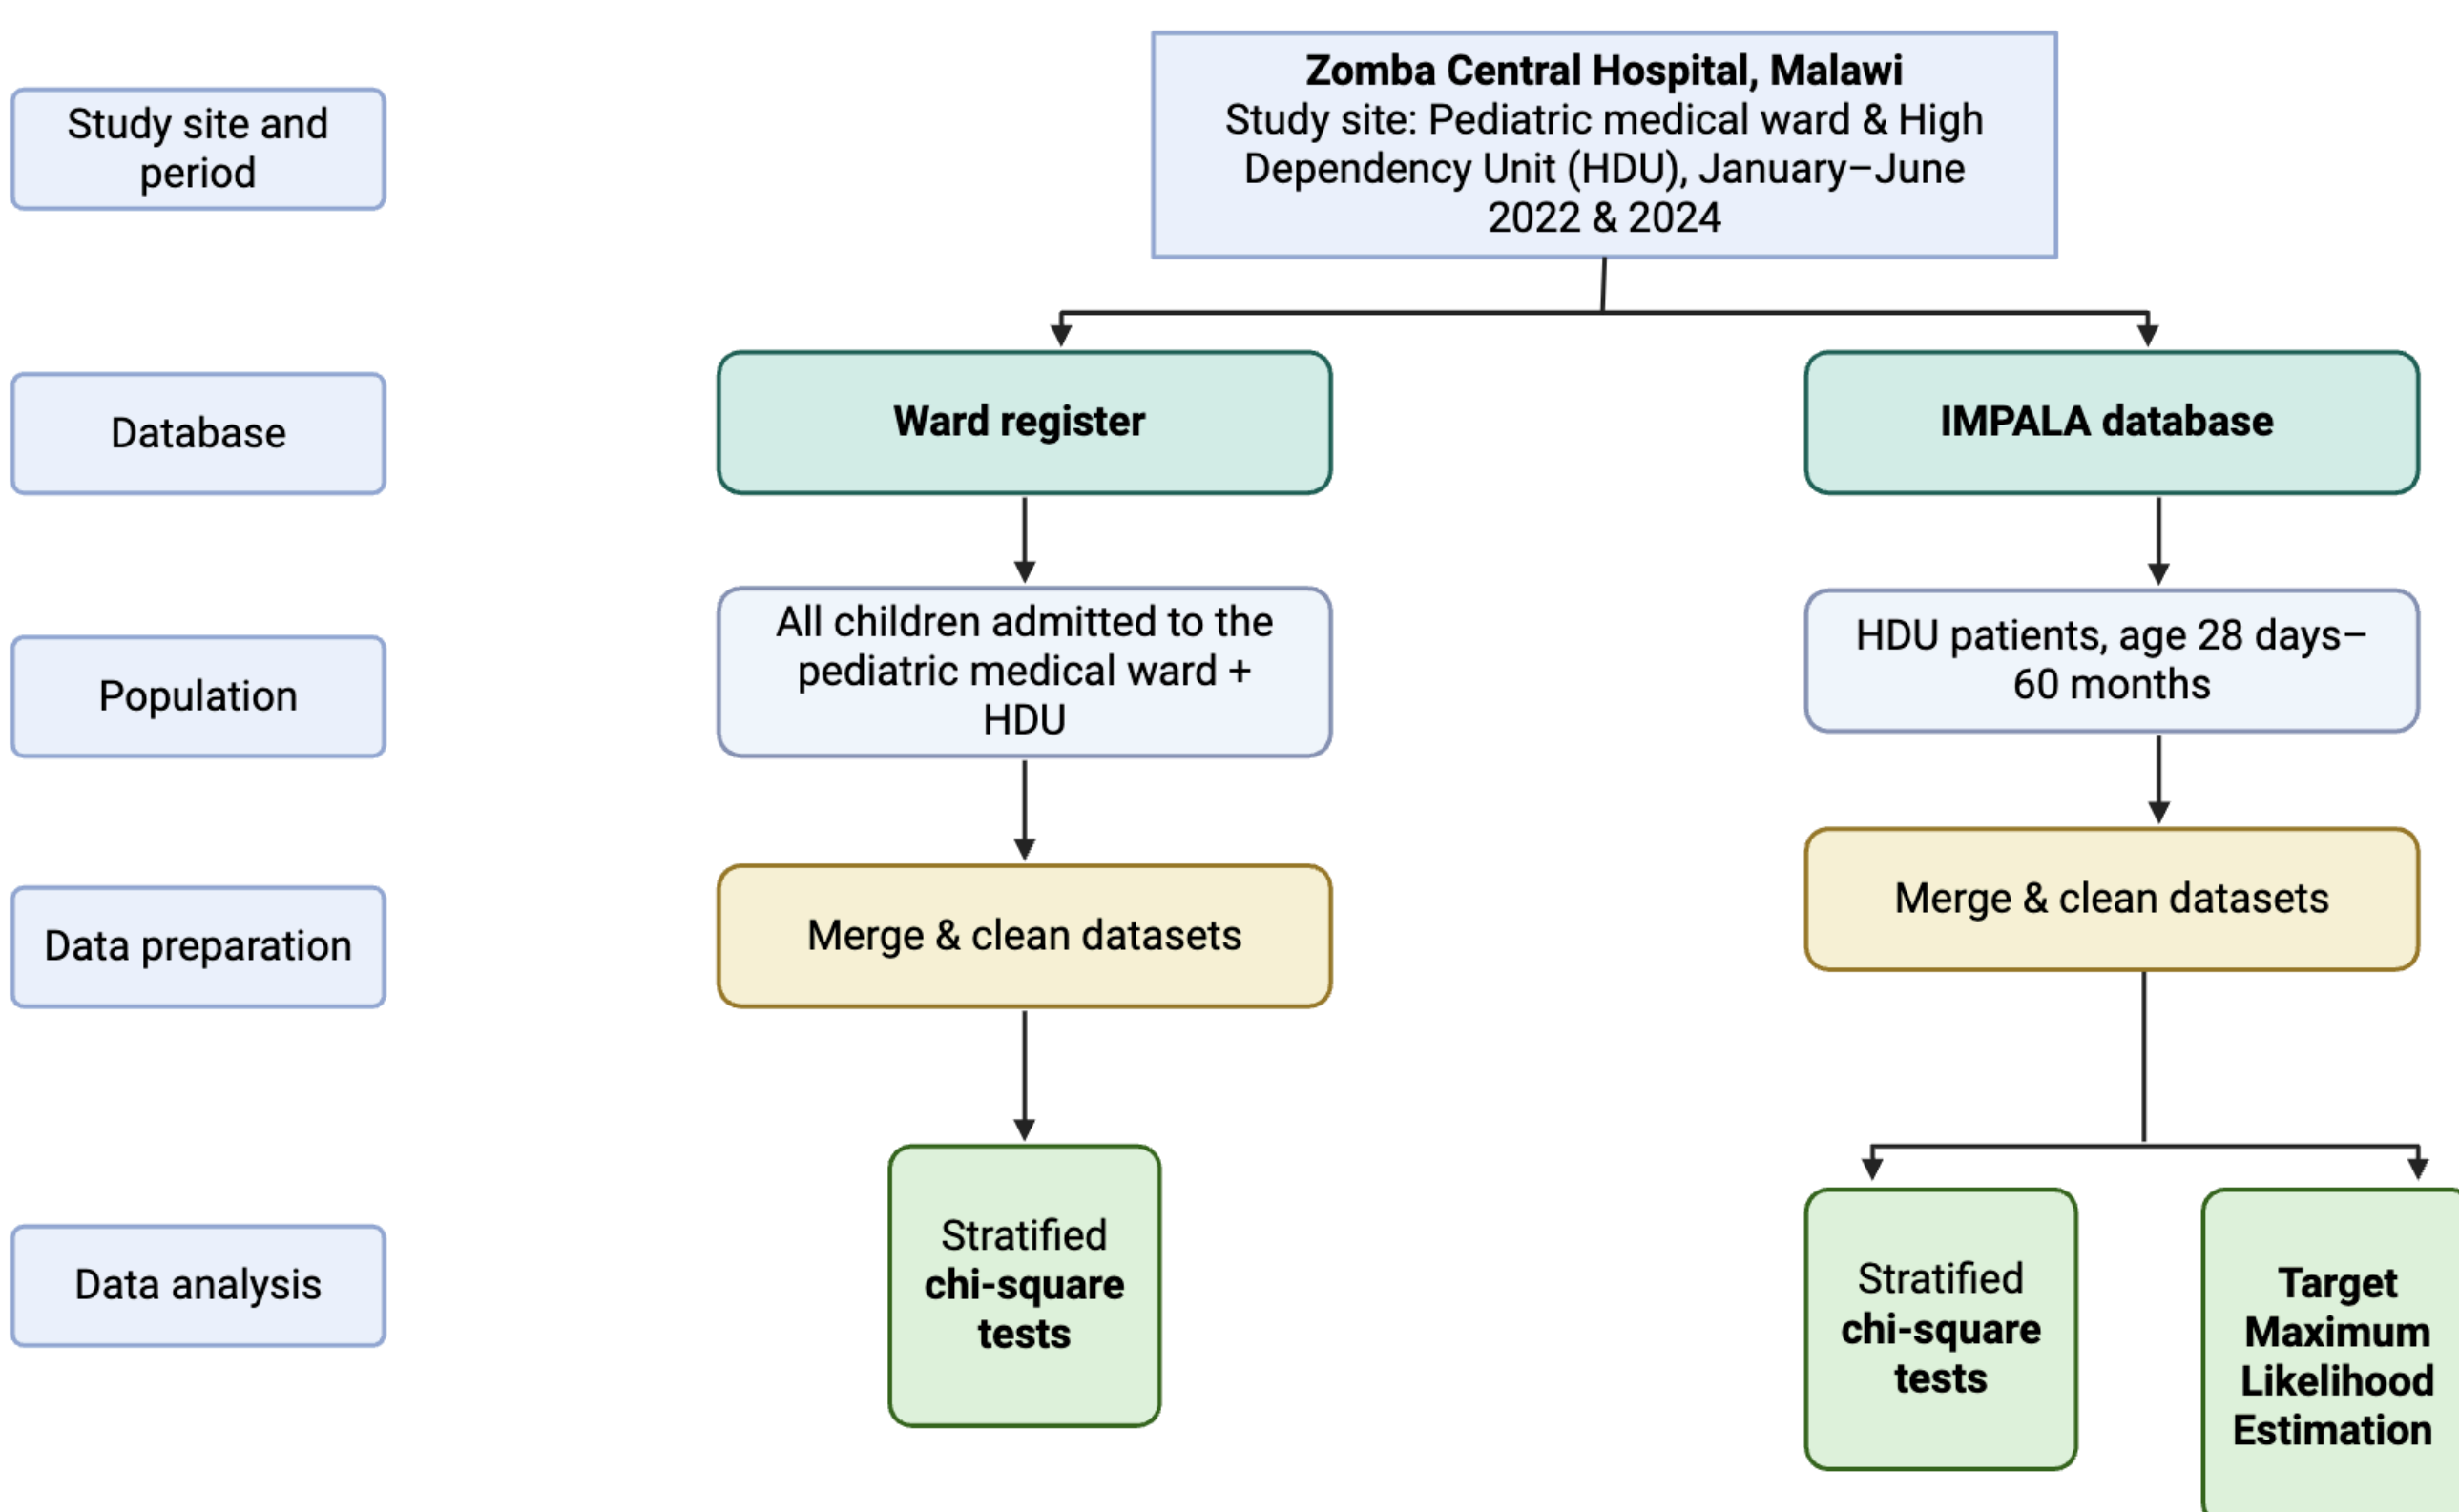 Zomba Central Hospital, Malawi
Study site: Pediatric medical ward & High
Dependency Unit (HDU), January–June
2022 & 2024
Study site and
period
Database
Ward register
IMPALA database
Population
All children admitted to the
pediatric medical ward +
HDU
HDU patients, age 28 days–
60 months
Data preparation
Merge & clean datasets
Merge & clean datasets
Data analysis
Stratified
chi-square
tests
Stratified
chi-square
tests
Target
Maximum
Likelihood
Estimation